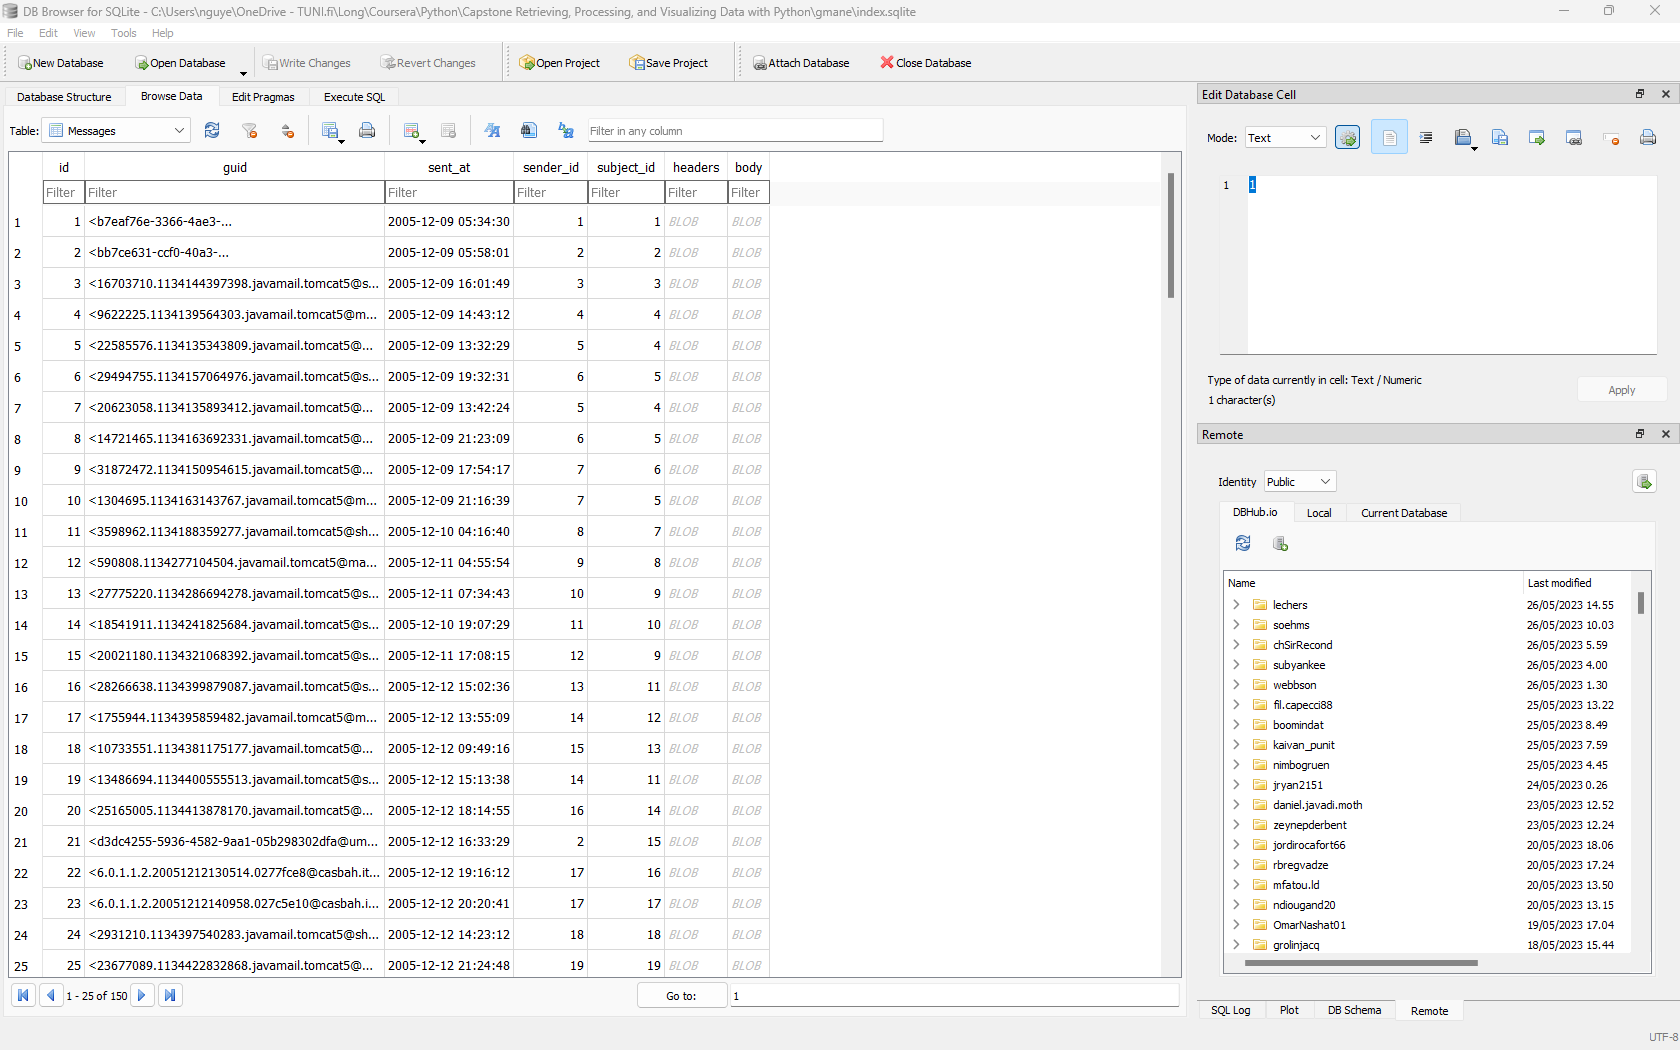 DB Browser for SQLite - C:\Users\nguye\OneDrive - TUNI.fi\Long\Coursera\Python\Capstone Retrieving, Processing, and Visualizing Data with Python\gmane\index.sqlite
File Edit View Tools Help
New Database Open Database Write Changes Revert Changes Open Project Save Project Attach Database Close Database
Database Structure Browse Data Edit Pragmas Execute SQL
Table: Messages Filter in any column
id guid sent_at sender_id subject_id headers body
Filter Filter Filter Filter Filter Filter Filter
1 1 <b7eaf76e-3366-4ae3-... 2005-12-09 05:34:30 1 1 BLOB BLOB
2 2 <bb7ce631-ccf0-40a3-... 2005-12-09 05:58:01 2 2 BLOB BLOB
3 3 <16703710.1134144397398.javamail.tomcat5@s... 2005-12-09 16:01:49 3 3 BLOB BLOB
4 4 <9622225.1134139564303.javamail.tomcat5@m... 2005-12-09 14:43:12 4 4 BLOB BLOB
5 5 <22585576.1134135343809.javamail.tomcat5@... 2005-12-09 13:32:29 5 4 BLOB BLOB
6 6 <29494755.1134157064976.javamail.tomcat5@s... 2005-12-09 19:32:31 6 5 BLOB BLOB
7 7 <20623058.1134135893412.javamail.tomcat5@... 2005-12-09 13:42:24 5 4 BLOB BLOB
8 8 <14721465.1134163692331.javamail.tomcat5@... 2005-12-09 21:23:09 6 5 BLOB BLOB
9 9 <31872472.1134150954615.javamail.tomcat5@... 2005-12-09 17:54:17 7 6 BLOB BLOB
10 10 <1304695.1134163143767.javamail.tomcat5@m... 2005-12-09 21:16:39 7 5 BLOB BLOB
11 11 <3598962.1134188359277.javamail.tomcat5@sh... 2005-12-10 04:16:40 8 7 BLOB BLOB
12 12 <590808.1134277104504.javamail.tomcat5@ma... 2005-12-11 04:55:54 9 8 BLOB BLOB
13 13 <27775220.1134286694278.javamail.tomcat5@s... 2005-12-11 07:34:43 10 9 BLOB BLOB
14 14 <18541911.1134241825684.javamail.tomcat5@s... 2005-12-10 19:07:29 11 10 BLOB BLOB
15 15 <20021180.1134321068392.javamail.tomcat5@s... 2005-12-11 17:08:15 12 9 BLOB BLOB
16 16 <28266638.1134399879087.javamail.tomcat5@s... 2005-12-12 15:02:36 13 11 BLOB BLOB
17 17 <1755944.1134395859482.javamail.tomcat5@m... 2005-12-12 13:55:09 14 12 BLOB BLOB
18 18 <10733551.1134381175177.javamail.tomcat5@... 2005-12-12 09:49:16 15 13 BLOB BLOB
19 19 <13486694.1134400555513.javamail.tomcat5@s... 2005-12-12 15:13:38 14 11 BLOB BLOB
20 20 <25165005.1134413878170.javamail.tomcat5@... 2005-12-12 18:14:55 16 14 BLOB BLOB
21 21 <d3dc4255-5936-4582-9aa1-05b298302dfa@um... 2005-12-12 16:33:29 2 15 BLOB BLOB
22 22 <6.0.1.1.2.20051212130514.0277fce8@casbah.it... 2005-12-12 19:16:12 17 16 BLOB BLOB
23 23 <6.0.1.1.2.20051212140958.027c5e10@casbah.i... 2005-12-12 20:20:41 17 17 BLOB BLOB
24 24 <2931210.1134397540283.javamail.tomcat5@sh... 2005-12-12 14:23:12 18 18 BLOB BLOB
25 25 <23677089.1134422832868.javamail.tomcat5@... 2005-12-12 21:24:48 19 19 BLOB BLOB
1 - 25 of 150 Go to: 1
Edit Database Cell
Mode: Text
1 1
Type of data currently in cell: Text / Numeric
1 character(s)
Apply
Remote
Identity Public
DBHub.io Local Current Database
Name Last modified
lechers 26/05/2023 14.55
soehms 26/05/2023 10.03
chSirRecond 26/05/2023 5.59
subyankee 26/05/2023 4.00
webbson 26/05/2023 1.30
fil.capecci88 25/05/2023 13.22
boomindat 25/05/2023 8.49
kaivan_punit 25/05/2023 7.59
nimbogruen 25/05/2023 4.45
jryan2151 24/05/2023 0.26
daniel.javadi.moth 23/05/2023 12.52
zeynepderbent 23/05/2023 12.24
jordirocafort66 20/05/2023 18.06
rbregvadze 20/05/2023 17.24
mfatou.ld 20/05/2023 13.50
ndiougand20 20/05/2023 13.15
OmarNashat01 19/05/2023 17.04
grolinjacq 18/05/2023 15.44
SQL Log Plot DB Schema Remote
UTF-8